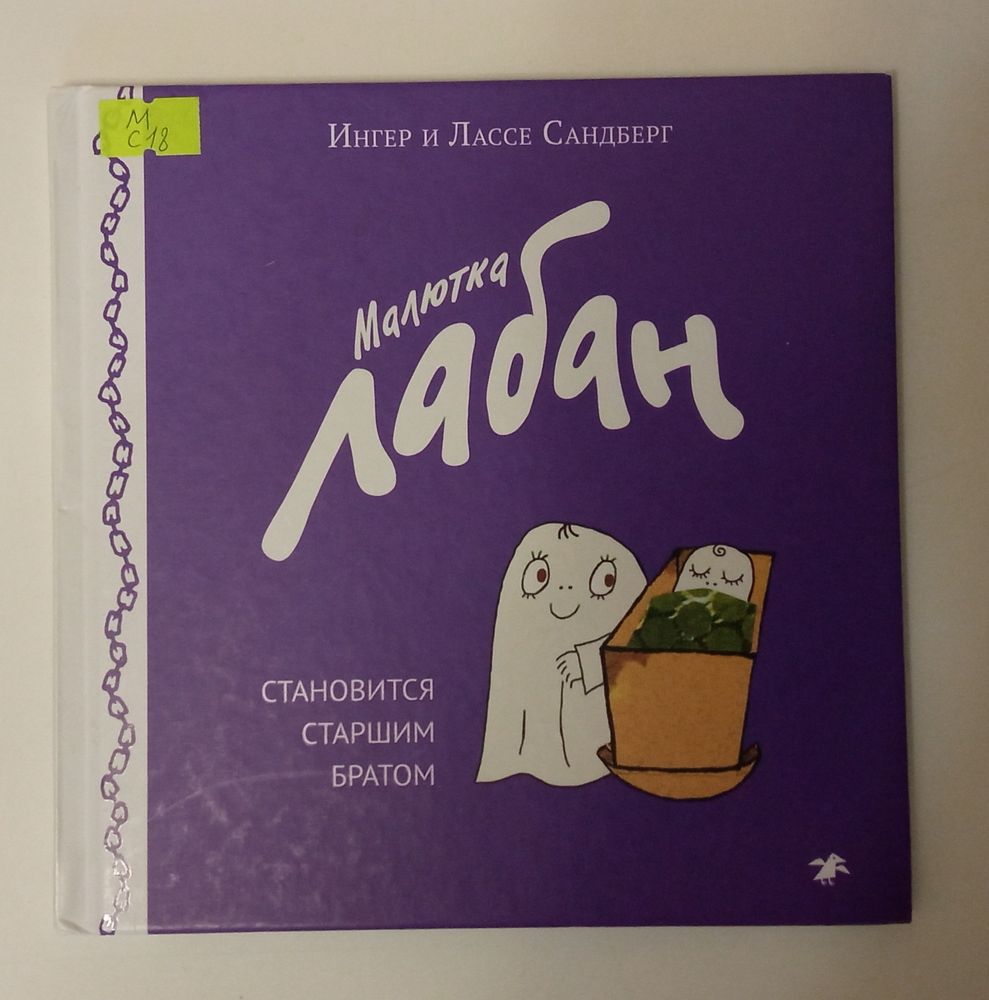 М
С18
Ингер и Лассе Сандберг
Малютка
Лабан
СТАНОВИТСЯ
СТАРШИМ
БРАТОМ